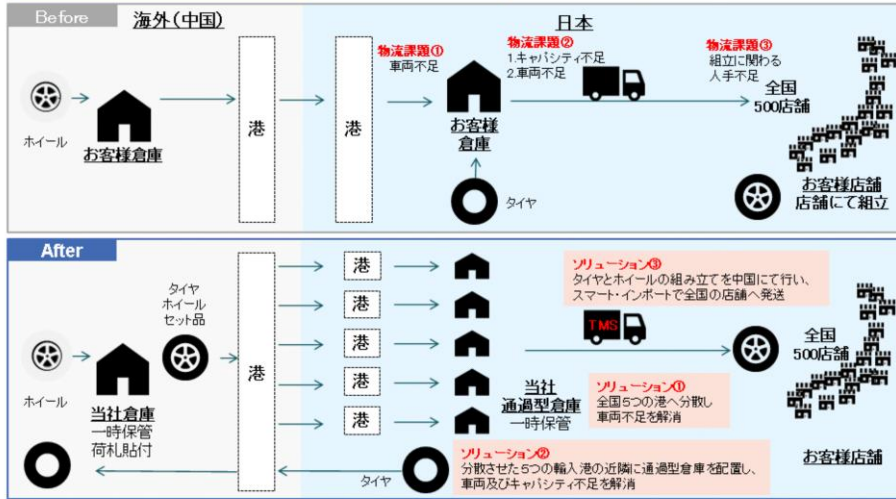 Before
海外(中国)
日本
物流課題①
車両不足
物流課題②
1.キャパシティ不足
2.車両不足
物流課題③
組立に関わる
人手不足
全国
500店舗
ホイール
お客様倉庫
港
港
お客様
倉庫
タイヤ
お客様店舗
店舗にて組立
After
タイヤ
ホイール
セット品
ホイール
当社倉庫
一時保管
荷札貼付
港
港
港
港
港
港
ソリューション③
タイヤとホイールの組み立てを中国にて行い、
スマート・インポートで全国の店舗へ発送
TMS
全国
500店舗
当社
通過型倉庫
一時保管
ソリューション①
全国5つの港へ分散し
車両不足を解消
タイヤ
ソリューション②
分散させた5つの輸入港の近隣に通過型倉庫を配置し、
車両及びキャパシティ不足を解消
お客様店舗